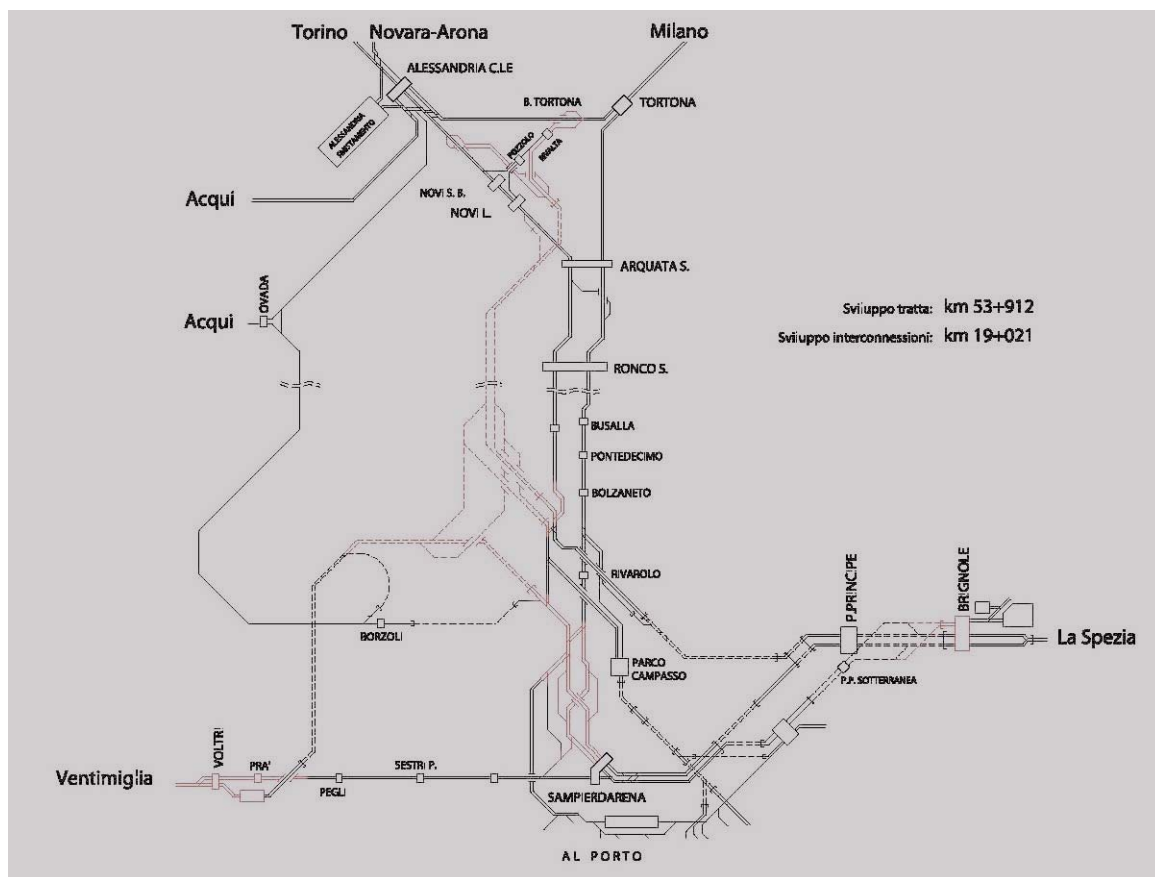 Torino Novara-Arona Milano
ALESSANDRIA C.LE
B. TORTONA
TORTONA
ALESSANDRIA
SMISTAMENTO
POZZOLO
RIVALTA
Acqui
NOVI S. B.
NOVI L.
ARQUATA S.
OVADA
Acqui
Sviluppo tratta: km 53+912
Sviluppo interconnessioni: km 19+021
RONCO S.
BUSALLA
PONTEDECIMO
BOLZANETO
RIVAROLO
P.PRINCIPE
BRIGNOLE
BORZOLI
La Spezia
PARCO
CAMPASSO
P.P. SOTTERRANEA
VOLTRI
Ventimiglia
PRA'
PEGLI
SESTRI P.
SAMPIERDARENA
AL PORTO